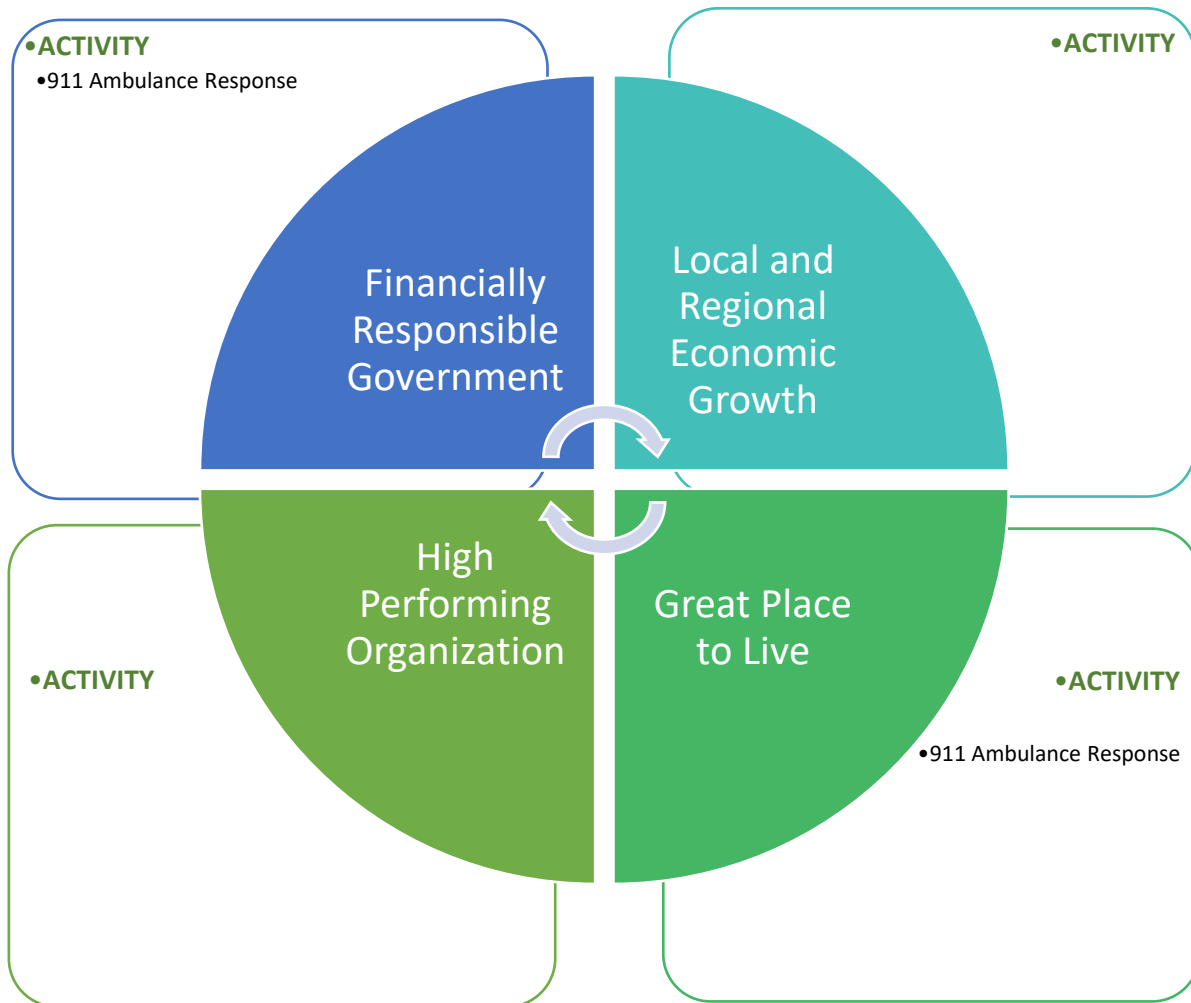 •ACTIVITY
•911 Ambulance Response
•ACTIVITY
Financially
Responsible
Government
Local and
Regional
Economic
Growth
High
Performing
Organization
Great Place
to Live
•ACTIVITY
•ACTIVITY
•911 Ambulance Response